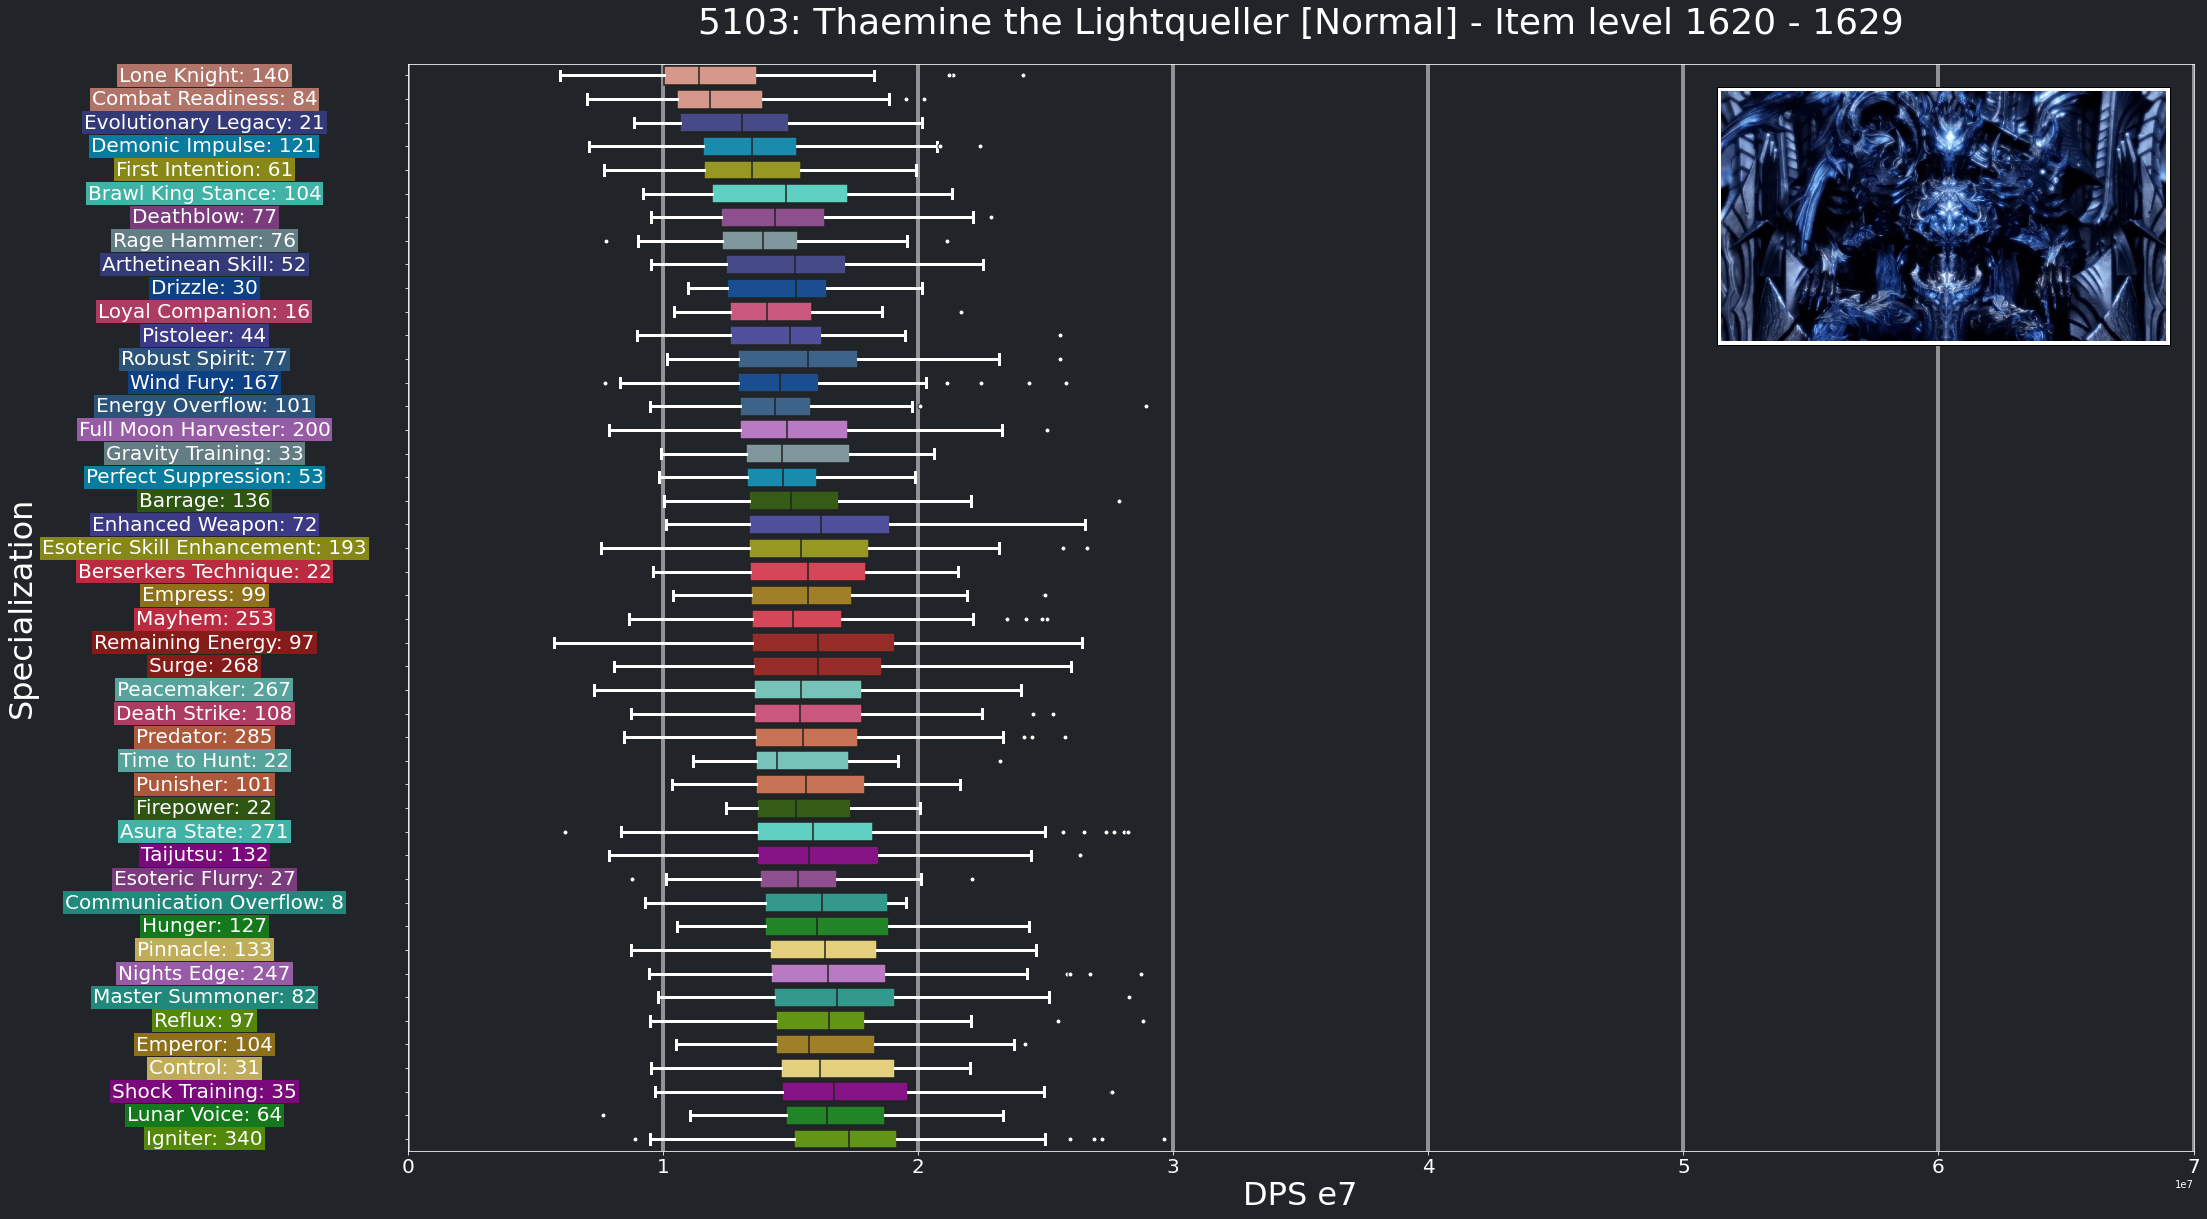 5103: Thaemine the Lightqueller [Normal] - Item level 1620 - 1629
Specialization
Lone Knight: 140
Combat Readiness: 84
Evolutionary Legacy: 21
Demonic Impulse: 121
First Intention: 61
Brawl King Stance: 104
Deathblow: 77
Rage Hammer: 76
Arthetinean Skill: 52
Drizzle: 30
Loyal Companion: 16
Pistoleer: 44
Robust Spirit: 77
Wind Fury: 167
Energy Overflow: 101
Full Moon Harvester: 200
Gravity Training: 33
Perfect Suppression: 53
Barrage: 136
Enhanced Weapon: 72
Esoteric Skill Enhancement: 193
Berserkers Technique: 22
Empress: 99
Mayhem: 253
Remaining Energy: 97
Surge: 268
Peacemaker: 267
Death Strike: 108
Predator: 285
Time to Hunt: 22
Punisher: 101
Firepower: 22
Asura State: 271
Taijutsu: 132
Esoteric Flurry: 27
Communication Overflow: 8
Hunger: 127
Pinnacle: 133
Nights Edge: 247
Master Summoner: 82
Reflux: 97
Emperor: 104
Control: 31
Shock Training: 35
Lunar Voice: 64
Igniter: 340
0 1 2 3 4 5 6 7
1e7
DPS e7